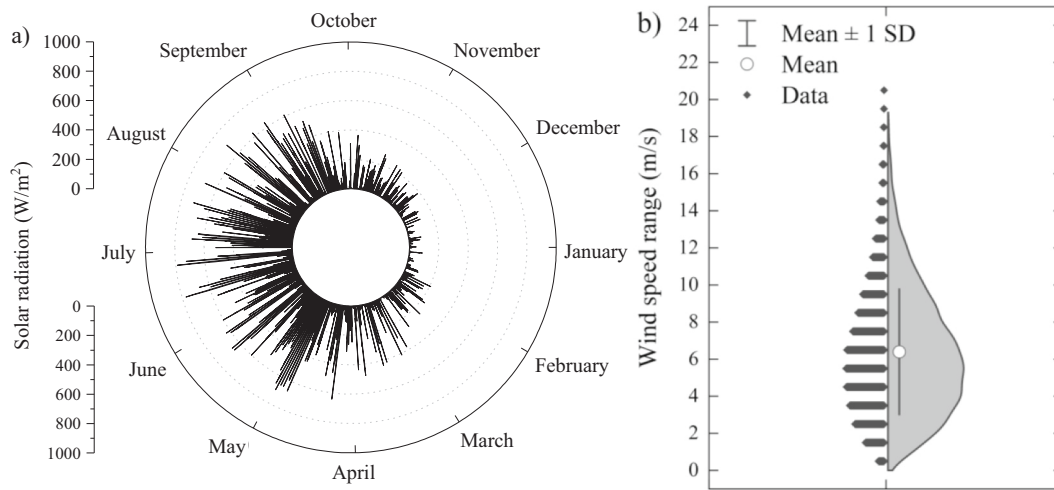 a)
Solar radiation (W/m²)
1000
800
600
400
200
0
0
200
400
600
800
1000
October
November
December
January
February
March
April
May
June
July
August
September
b)
Wind speed range (m/s)
24
22
20
18
16
14
12
10
8
6
4
2
0
Mean ± 1 SD
Mean
Data